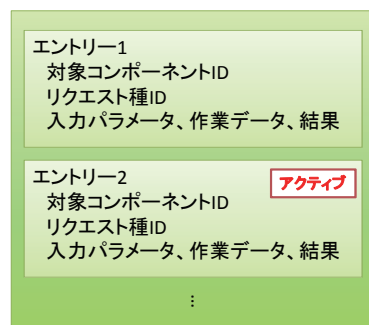 エントリー1
対象コンポーネントID
リクエスト種ID
入力パラメータ、作業データ、結果
エントリー2
アクティブ
対象コンポーネントID
リクエスト種ID
入力パラメータ、作業データ、結果
⋮